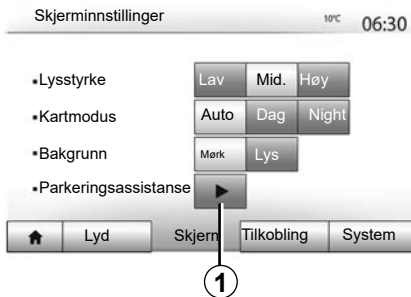 Skjerminnstillinger 10°C 06:30
▪Lysstyrke Lav Mid. Høy
▪Kartmodus Auto Dag Night
▪Bakgrunn Mørk Lys
▪Parkeringsassistanse
Lyd Skjerm Tilkobling System
1